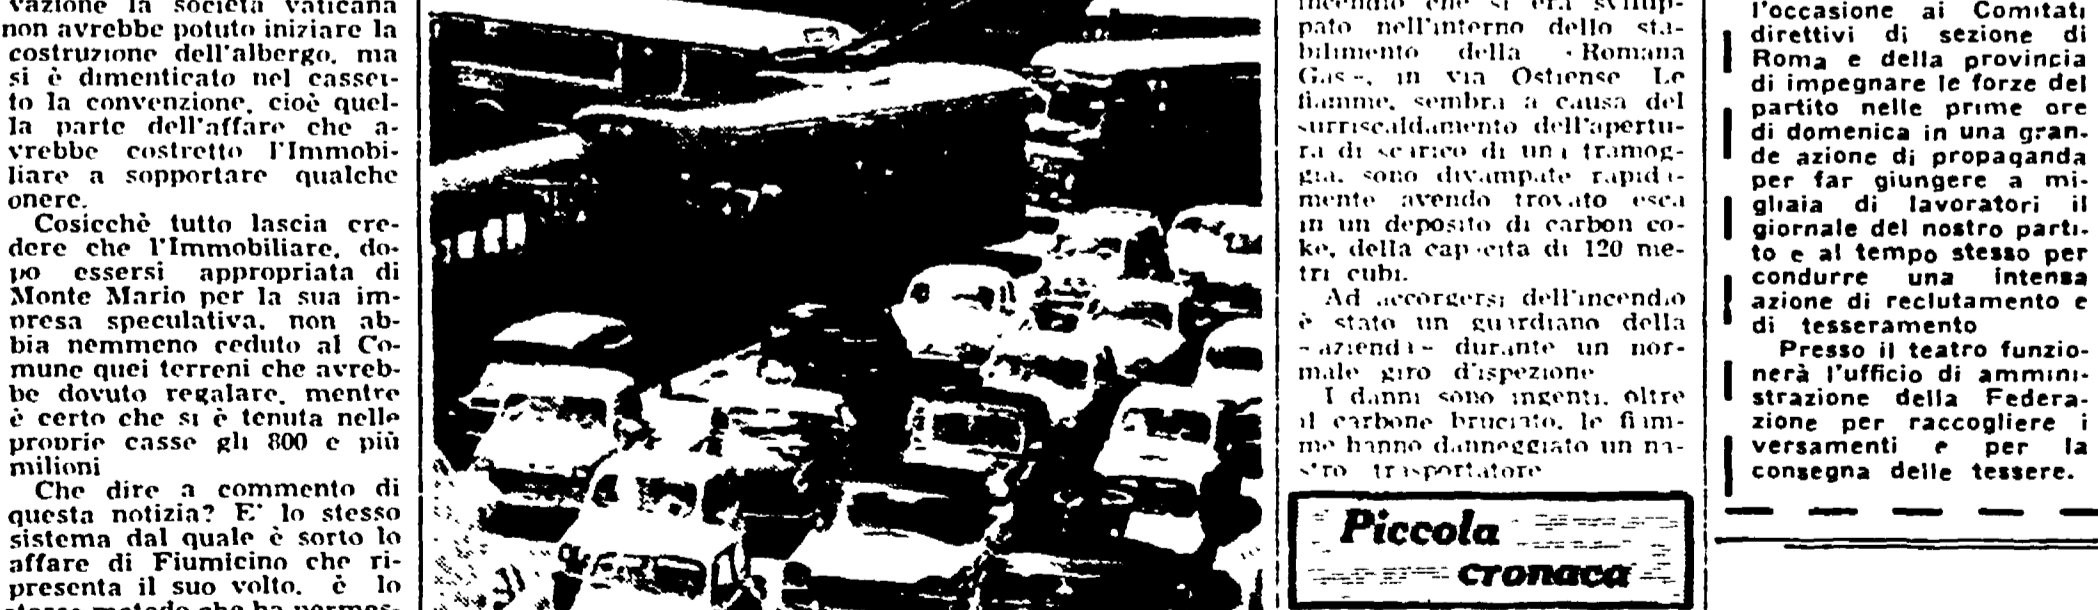 vazione la società vaticana
non avrebbe potuto iniziare la
costruzione dell'albergo, ma
si è dimenticato nel casset-
to la convenzione, cioè quel-
la parte dell'affare che a-
vrebbe costretto l'Immobi-
liare a sopportare qualche
onere.
Cosicchè tutto lascia cre-
dere che l'Immobiliare, do-
po essersi appropriata di
Monte Mario per la sua im-
presa speculativa, non ab-
bia nemmeno ceduto al Co-
mune quei terreni che avreb-
be dovuto regalare, mentre
è certo che si è tenuta nelle
proprie casse gli 800 e più
milioni
Che dire a commento di
questa notizia? E' lo stesso
sistema dal quale è sorto lo
affare di Fiumicino che ri-
presenta il suo volto, è lo
stesso metodo che ha permes-
incendio che si era svilup-
pato nell'interno dello sta-
bilimento della «Romana
Gas», in via Ostiense Le
fiamme, sembra a causa del
surriscaldamento dell'apertu-
ra di scarico di una tramog-
gia, sono divampate rapida-
mente avendo trovato esca
in un deposito di carbon co-
ke, della capacità di 120 me-
tri cubi.
Ad accorgersi dell'incendio
è stato un guardiano della
«azienda» durante un nor-
male giro d'ispezione
I danni sono ingenti, oltre
il carbone bruciato, le fiam-
me hanno danneggiato un na-
stro trasportatore
Piccola
cronaca
l'occasione ai Comitati
direttivi di sezione di
Roma e della provincia
di impegnare le forze del
partito nelle prime ore
di domenica in una gran-
de azione di propaganda
per far giungere a mi-
gliaia di lavoratori il
giornale del nostro parti-
to e al tempo stesso per
condurre una intensa
azione di reclutamento e
di tesseramento
Presso il teatro funzio-
nerà l'ufficio di ammini-
strazione della Federa-
zione per raccogliere i
versamenti e per la
consegna delle tessere.